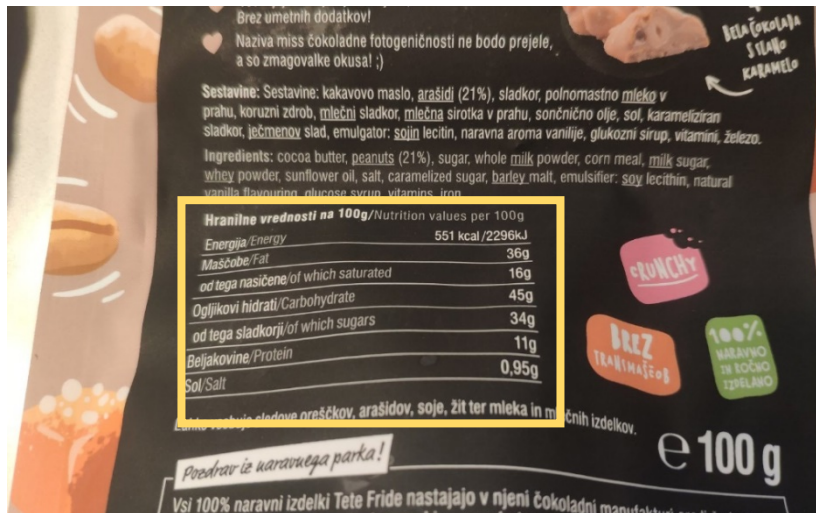 Brez umetnih dodatkov!
Naziva miss čokoladne fotogeničnosti ne bodo prejele,
a so zmagovalke okusa! ;)
BELA ČOKOLADA
S SLANO
KARAMELO
Sestavine: Sestavine: kakavovo maslo, arašidi (21%), sladkor, polnomastno mleko v
prahu, koruzni zdrob, mlečni sladkor, mlečna sirotka v prahu, sončnično olje, sol, karameliziran
sladkor, ječmenov slad, emulgator: sojin lecitin, naravna aroma vanilije, glukozni sirup, vitamini, železo.
Ingredients: cocoa butter, peanuts (21%), sugar, whole milk powder, corn meal, milk sugar,
whey powder, sunflower oil, salt, caramelized sugar, barley malt, emulsifier: soy lecithin, natural
vanilla flavouring, glucose syrup, vitamins, iron
Hranilne vrednosti na 100g/Nutrition values per 100g
Energija/Energy 551 kcal/2296kJ
Maščobe/Fat 36g
od tega nasičene/of which saturated 16g
Ogljikovi hidrati/Carbohydrate 45g
od tega sladkorji/of which sugars 34g
Beljakovine/Protein 11g
Sol/Salt 0,95g
sledove oreščkov, arašidov, soje, žit ter mleka in mlečnih izdelkov.
CRUNCHY
BREZ
TRANSMAŠČOB
100%
NARAVNO
IN ROČNO
IZDELANO
e 100 g
Pozdrav iz naravnega parka!
Vsi 100% naravni izdelki Tete Fride nastajajo v njeni čokoladni